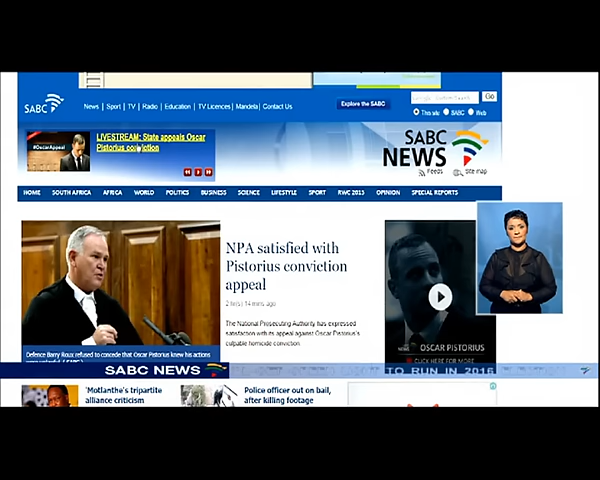 SABC
News | Sport | TV | Radio | Education | TV Licences | Mandela | Contact Us
Explore the SABC
Go
This site
SABC
Web
#OscarAppeal
LIVESTREAM: State appeals Oscar
Pistorius conviction
SABC
NEWS
Feeds
Site map
HOME SOUTH AFRICA AFRICA WORLD POLITICS BUSINESS SCIENCE LIFESTYLE SPORT RWC 2015 OPINION SPECIAL REPORTS
NPA satisfied with
Pistorius conviction
appeal
14 mins ago
The National Prosecuting Authority has expressed
satisfaction with its appeal against Oscar Pistorius's
culpable homicide conviction.
Defence Barry Roux refused to concede that Oscar Pistorius knew his actions
OSCAR PISTORIUS
CLICK HERE FOR MORE
SABC NEWS
TO RUN IN 2016
'Motlanthe's tripartite
alliance criticism
Police officer out on bail,
after killing footage